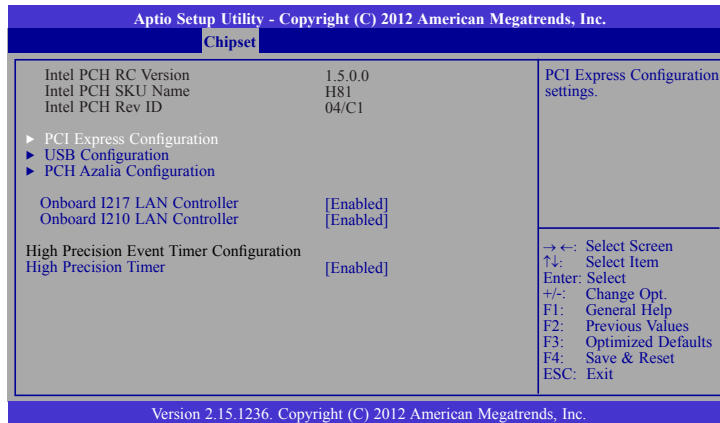 Aptio Setup Utility - Copyright (C) 2012 American Megatrends, Inc.
Chipset
Intel PCH RC Version 1.5.0.0
Intel PCH SKU Name H81
Intel PCH Rev ID 04/C1
► PCI Express Configuration
► USB Configuration
► PCH Azalia Configuration
Onboard I217 LAN Controller [Enabled]
Onboard I210 LAN Controller [Enabled]
High Precision Event Timer Configuration
High Precision Timer [Enabled]
PCI Express Configuration
settings.
→←: Select Screen
↑↓: Select Item
Enter: Select
+/-: Change Opt.
F1: General Help
F2: Previous Values
F3: Optimized Defaults
F4: Save & Reset
ESC: Exit
Version 2.15.1236. Copyright (C) 2012 American Megatrends, Inc.